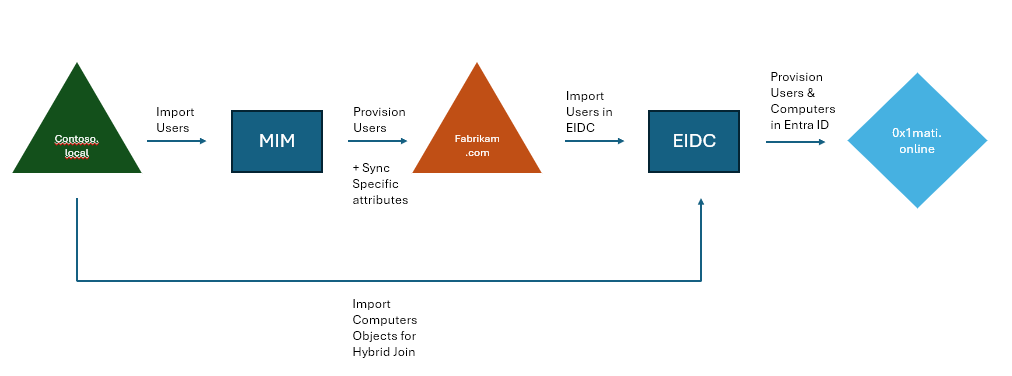 Contoso.
local
Import
Users
MIM
Provision
Users
+ Sync
Specific
attributes
Fabrikam
.com
Import
Users in
EIDC
EIDC
Provision
Users &
Computers
in Entra ID
0x1mati.
online
Import
Computers
Objects for
Hybrid Join